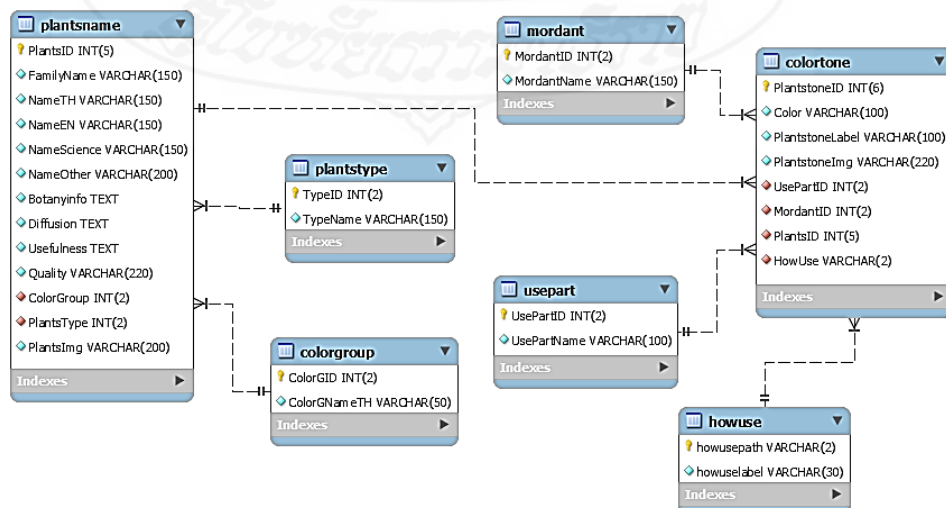 plantsname
PlantsID INT(5)
FamilyName VARCHAR(150)
NameTH VARCHAR(150)
NameEN VARCHAR(150)
NameScience VARCHAR(150)
NameOther VARCHAR(200)
Botanyinfo TEXT
Diffusion TEXT
Usefulness TEXT
Quality VARCHAR(220)
ColorGroup INT(2)
PlantsType INT(2)
PlantsImg VARCHAR(200)
Indexes
plantstype
TypeID INT(2)
TypeName VARCHAR(150)
Indexes
colorgroup
ColorGID INT(2)
ColorGNameTH VARCHAR(50)
Indexes
mordant
MordantID INT(2)
MordantName VARCHAR(150)
Indexes
usepart
UsePartID INT(2)
UsePartName VARCHAR(100)
Indexes
colortone
PlantstoneID INT(6)
Color VARCHAR(100)
PlantstoneLabel VARCHAR(100)
PlantstoneImg VARCHAR(220)
UsePartID INT(2)
MordantID INT(2)
PlantsID INT(5)
HowUse VARCHAR(2)
Indexes
howuse
howusepath VARCHAR(2)
howuselabel VARCHAR(30)
Indexes